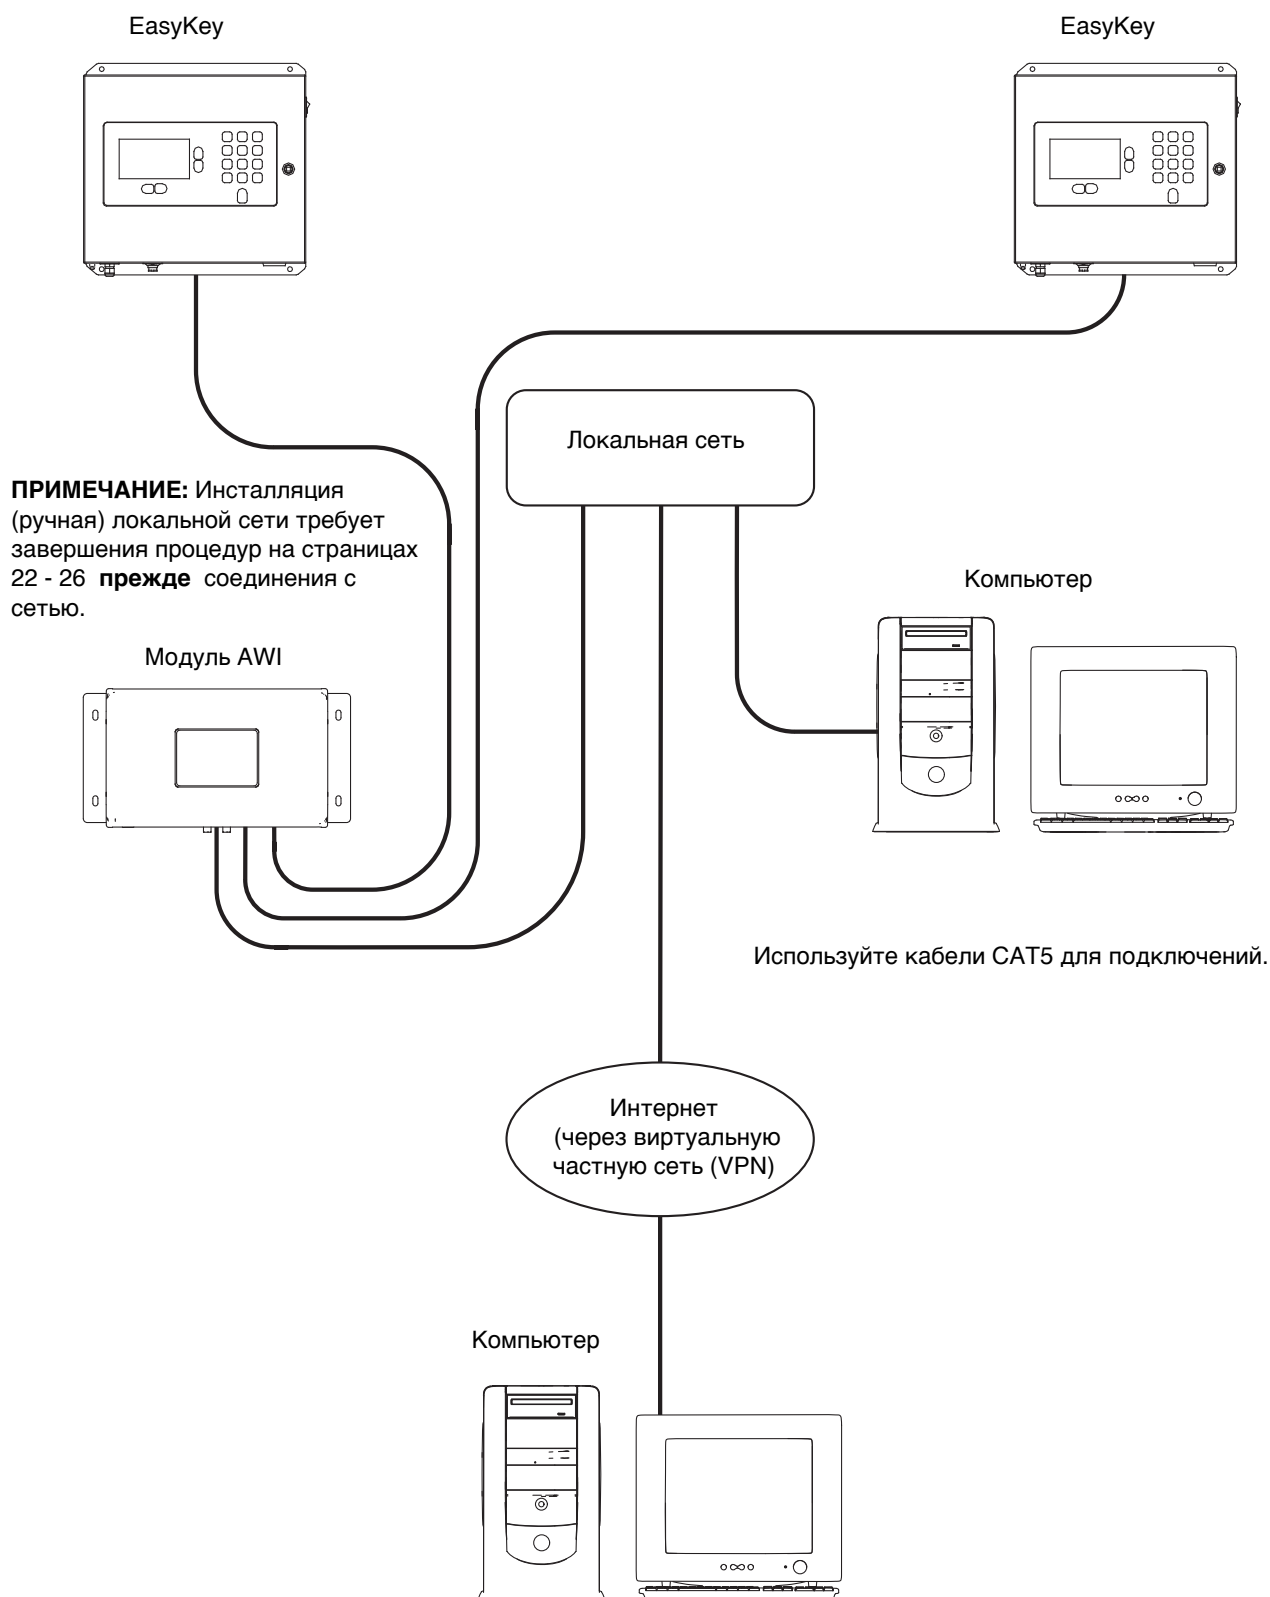 EasyKey
EasyKey
Локальная сеть
ПРИМЕЧАНИЕ: Инсталляция
(ручная) локальной сети требует
завершения процедур на страницах
22 - 26 прежде соединения с
сетью.
Компьютер
Модуль AWI
Используйте кабели CAT5 для подключений.
Интернет
(через виртуальную
частную сеть (VPN)
Компьютер